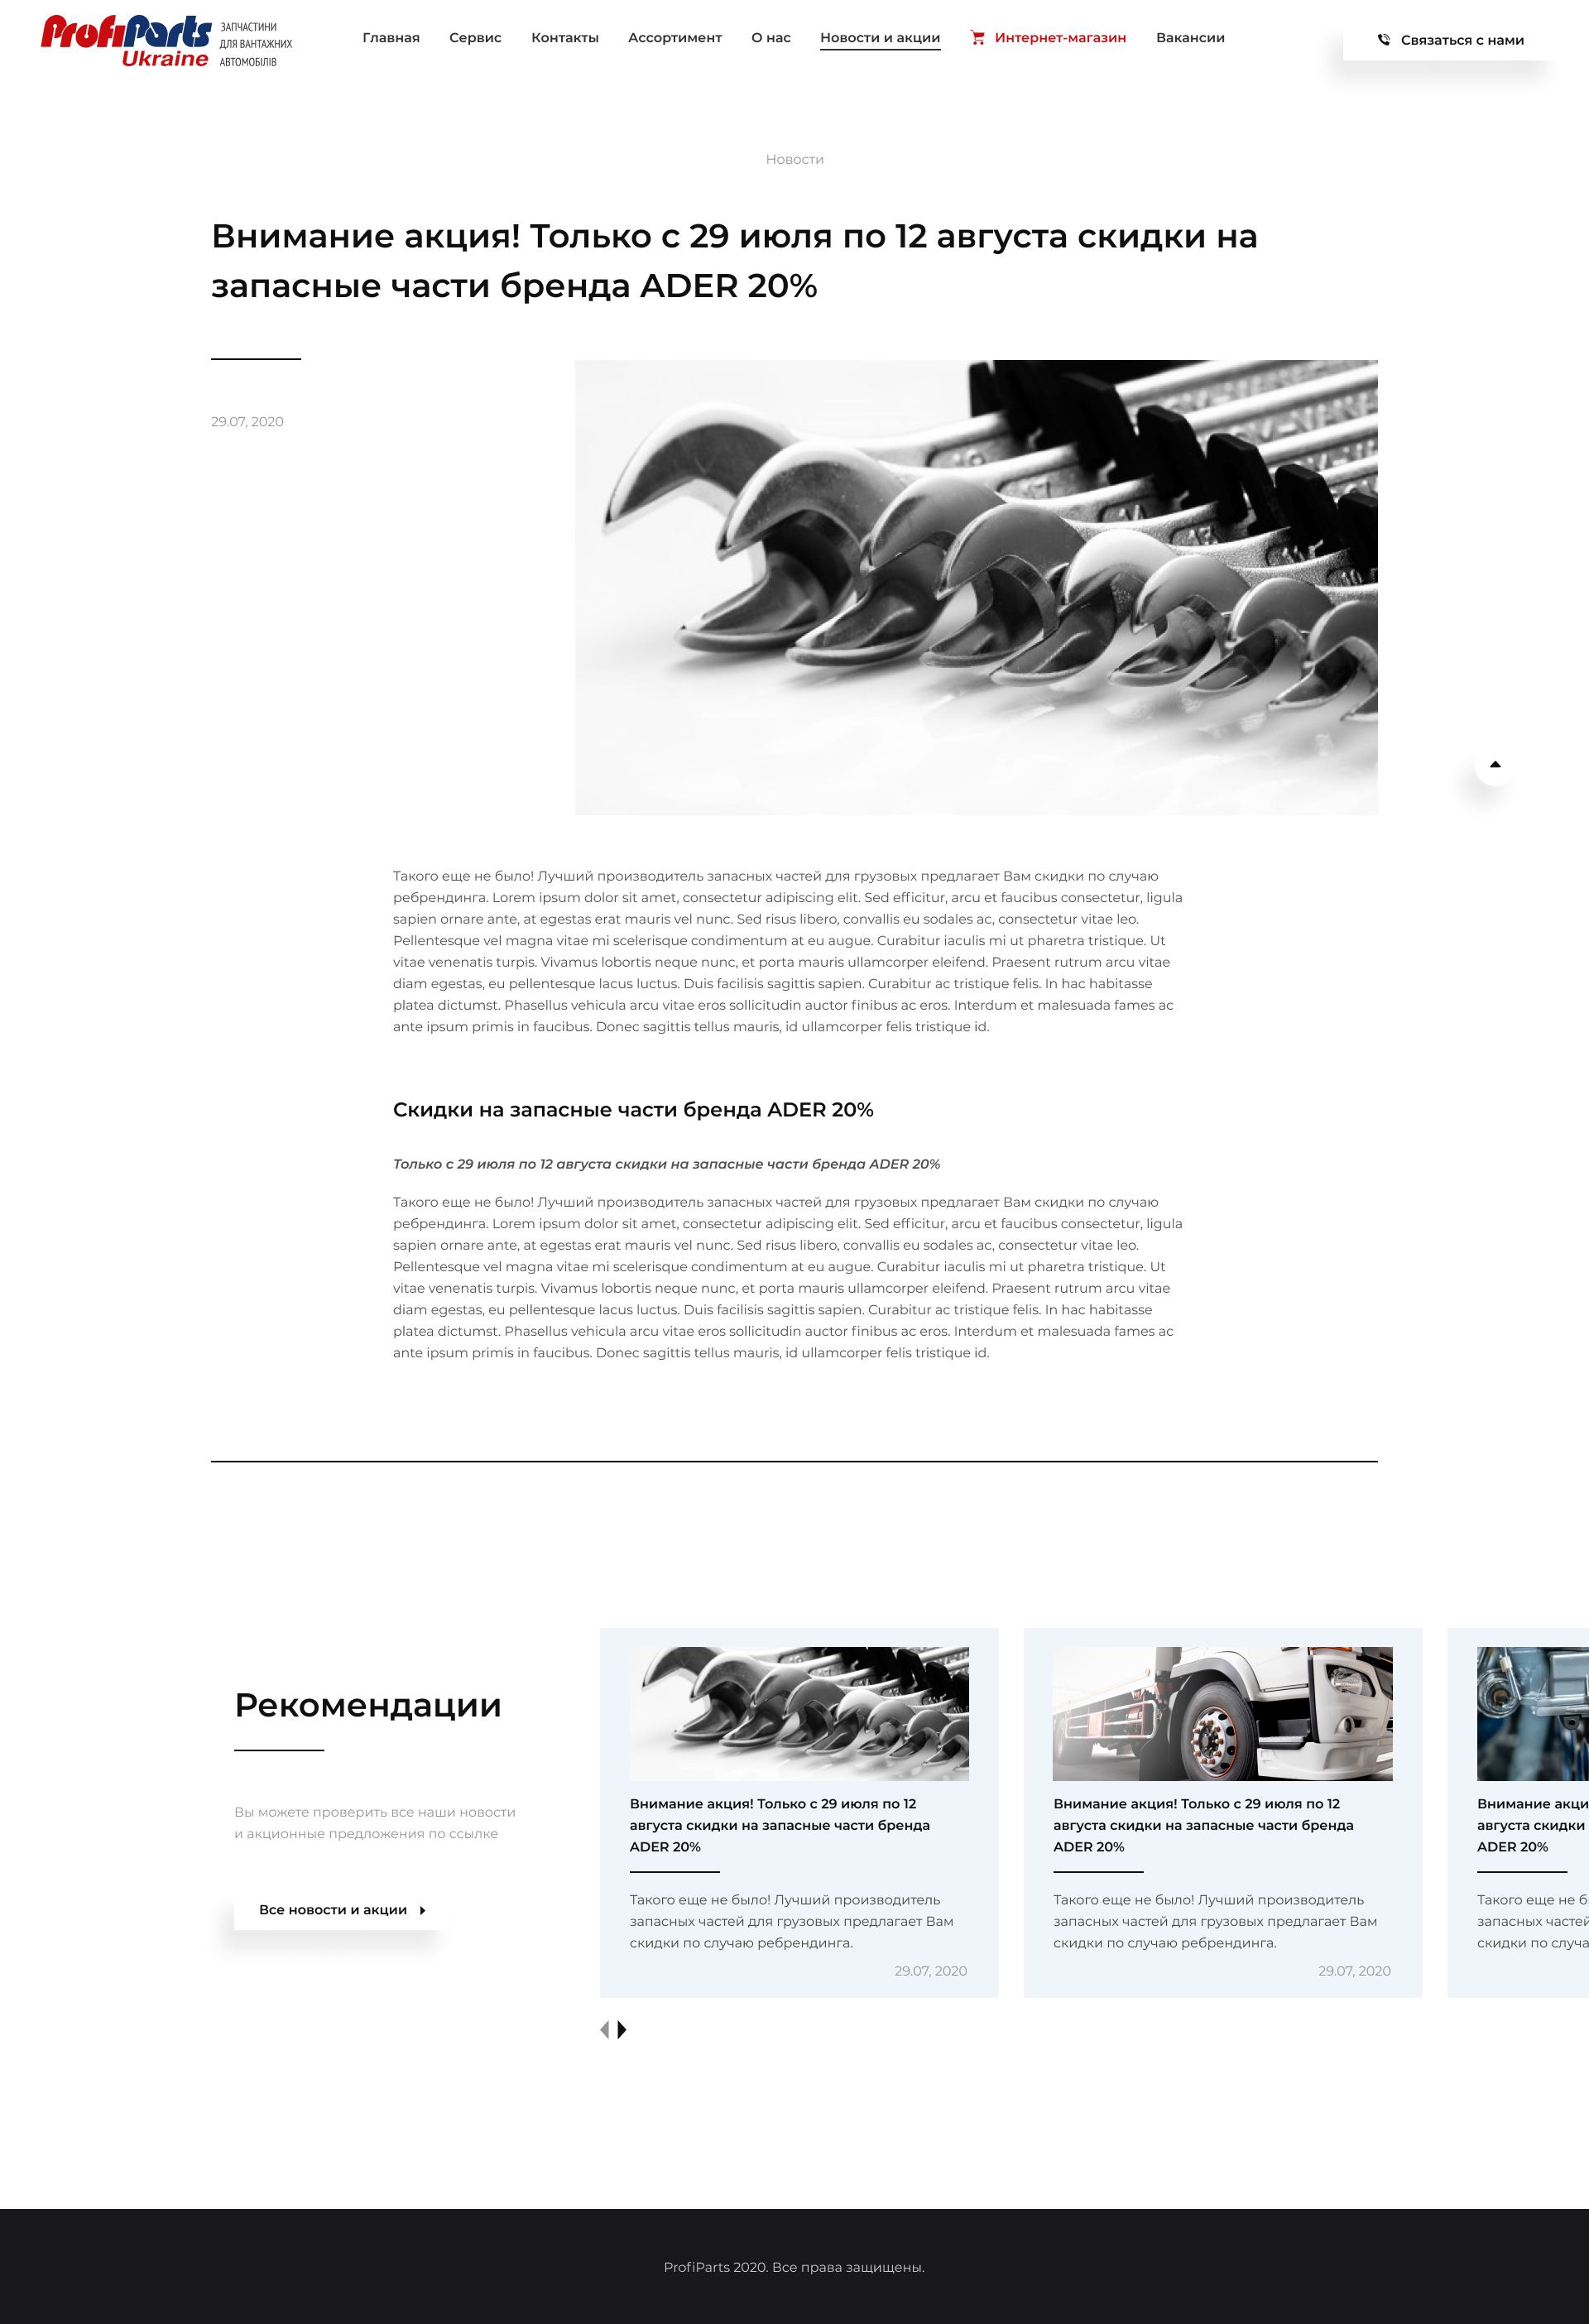 ProfiParts
Ukraine
ЗАПЧАСТИНИ
ДЛЯ ВАНТАЖНИХ
АВТОМОБІЛІВ
Главная Сервис Контакты Ассортимент О нас Новости и акции Интернет-магазин Вакансии
Связаться с нами
Новости
Внимание акция! Только с 29 июля по 12 августа скидки на
запасные части бренда ADER 20%
29.07, 2020
Такого еще не было! Лучший производитель запасных частей для грузовых предлагает Вам скидки по случаю
ребрендинга. Lorem ipsum dolor sit amet, consectetur adipiscing elit. Sed efficitur, arcu et faucibus consectetur, ligula
sapien ornare ante, at egestas erat mauris vel nunc. Sed risus libero, convallis eu sodales ac, consectetur vitae leo.
Pellentesque vel magna vitae mi scelerisque condimentum at eu augue. Curabitur iaculis mi ut pharetra tristique. Ut
vitae venenatis turpis. Vivamus lobortis neque nunc, et porta mauris ullamcorper eleifend. Praesent rutrum arcu vitae
diam egestas, eu pellentesque lacus luctus. Duis facilisis sagittis sapien. Curabitur ac tristique felis. In hac habitasse
platea dictumst. Phasellus vehicula arcu vitae eros sollicitudin auctor finibus ac eros. Interdum et malesuada fames ac
ante ipsum primis in faucibus. Donec sagittis tellus mauris, id ullamcorper felis tristique id.
Скидки на запасные части бренда ADER 20%
Только с 29 июля по 12 августа скидки на запасные части бренда ADER 20%
Такого еще не было! Лучший производитель запасных частей для грузовых предлагает Вам скидки по случаю
ребрендинга. Lorem ipsum dolor sit amet, consectetur adipiscing elit. Sed efficitur, arcu et faucibus consectetur, ligula
sapien ornare ante, at egestas erat mauris vel nunc. Sed risus libero, convallis eu sodales ac, consectetur vitae leo.
Pellentesque vel magna vitae mi scelerisque condimentum at eu augue. Curabitur iaculis mi ut pharetra tristique. Ut
vitae venenatis turpis. Vivamus lobortis neque nunc, et porta mauris ullamcorper eleifend. Praesent rutrum arcu vitae
diam egestas, eu pellentesque lacus luctus. Duis facilisis sagittis sapien. Curabitur ac tristique felis. In hac habitasse
platea dictumst. Phasellus vehicula arcu vitae eros sollicitudin auctor finibus ac eros. Interdum et malesuada fames ac
ante ipsum primis in faucibus. Donec sagittis tellus mauris, id ullamcorper felis tristique id.
Рекомендации
Вы можете проверить все наши новости
и акционные предложения по ссылке
Все новости и акции
Внимание акция! Только с 29 июля по 12
августа скидки на запасные части бренда
ADER 20%
Такого еще не было! Лучший производитель
запасных частей для грузовых предлагает Вам
скидки по случаю ребрендинга.
29.07, 2020
Внимание акция! Только с 29 июля по 12
августа скидки на запасные части бренда
ADER 20%
Такого еще не было! Лучший производитель
запасных частей для грузовых предлагает Вам
скидки по случаю ребрендинга.
29.07, 2020
Внимание
августа скидки
ADER 20%
Такого еще не
запасных
скидки по
ProfiParts 2020. Все права защищены.